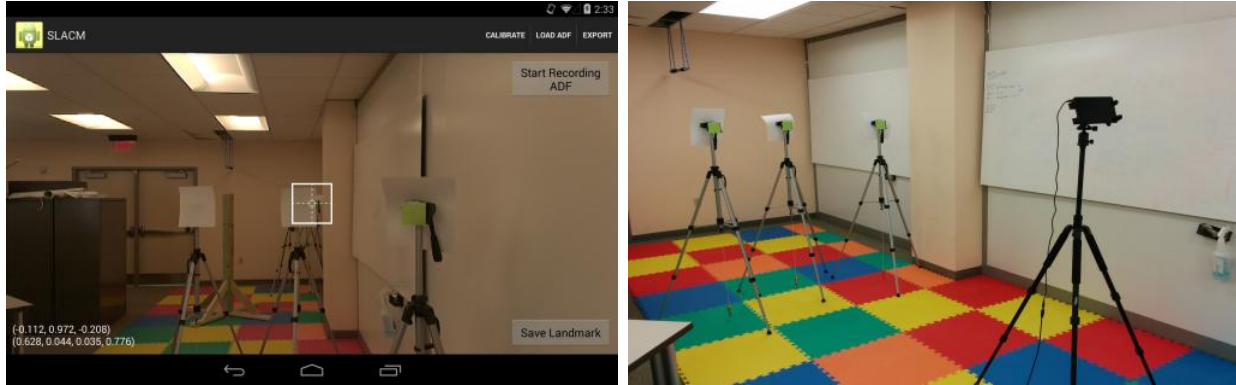 2:33
SLACM
CALIBRATE LOAD ADF EXPORT
Start Recording
ADF
(-0.112, 0.972, -0.208)
(0.628, 0.044, 0.035, 0.776)
Save Landmark